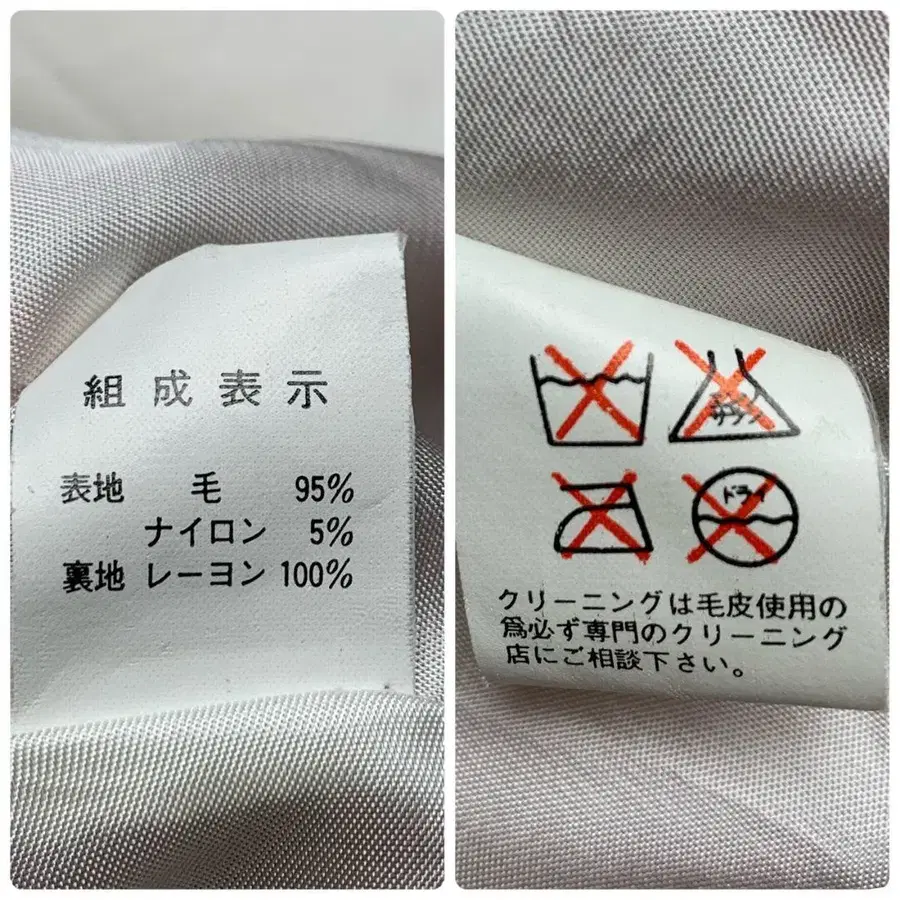 組成表示
表地 毛 95%
ナイロン 5%
裏地 レーヨン 100%
ドライ
クリーニングは毛皮使用の
為必ず専門のクリーニング
店にご相談下さい。